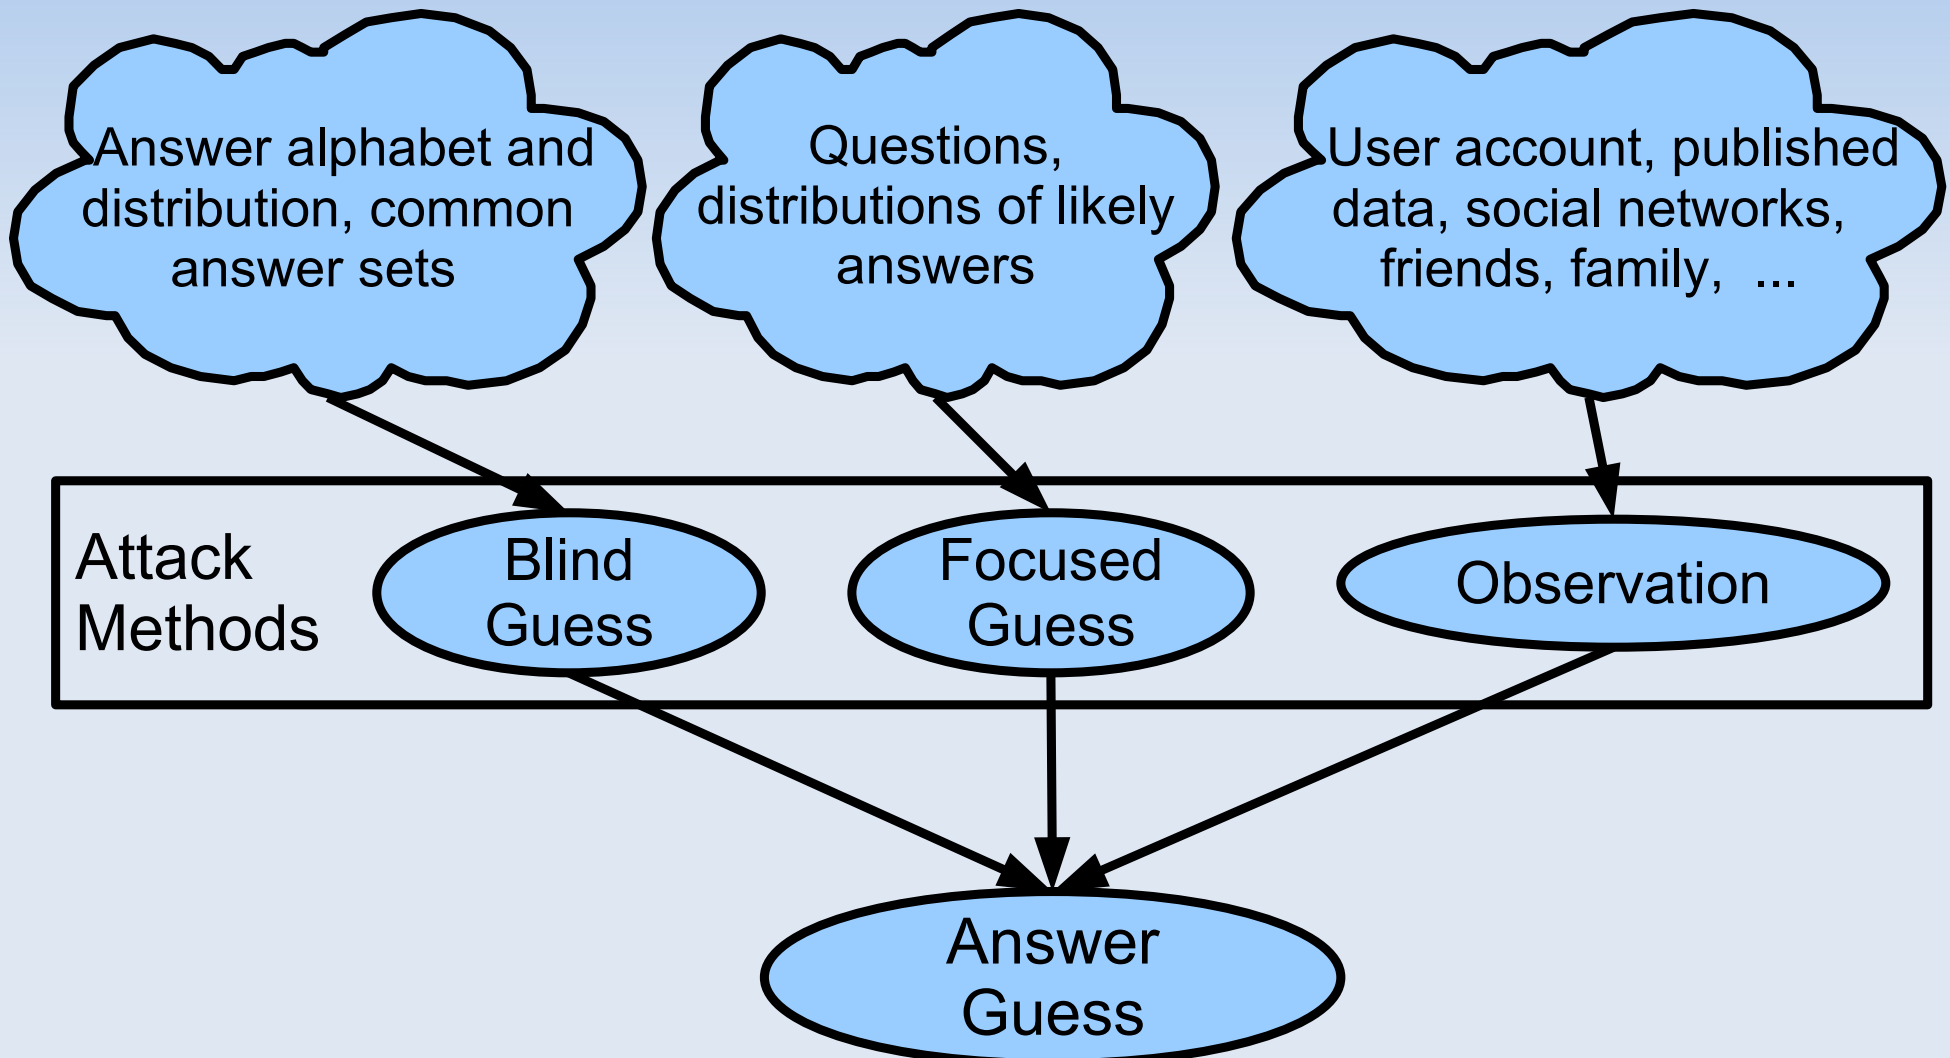 Answer alphabet and
distribution, common
answer sets
Questions,
distributions of likely
answers
User account, published
data, social networks,
friends, family, ...
Attack
Methods
Blind
Guess
Focused
Guess
Observation
Answer
Guess